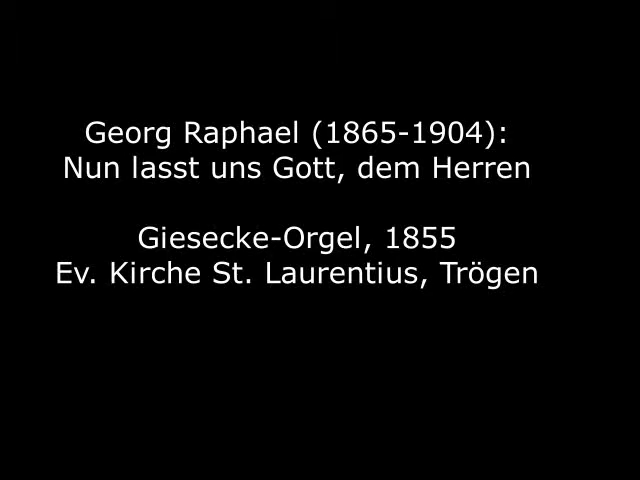 Georg Raphael (1865-1904):
Nun lasst uns Gott, dem Herren
Giesecke-Orgel, 1855
Ev. Kirche St. Laurentius, Trögen